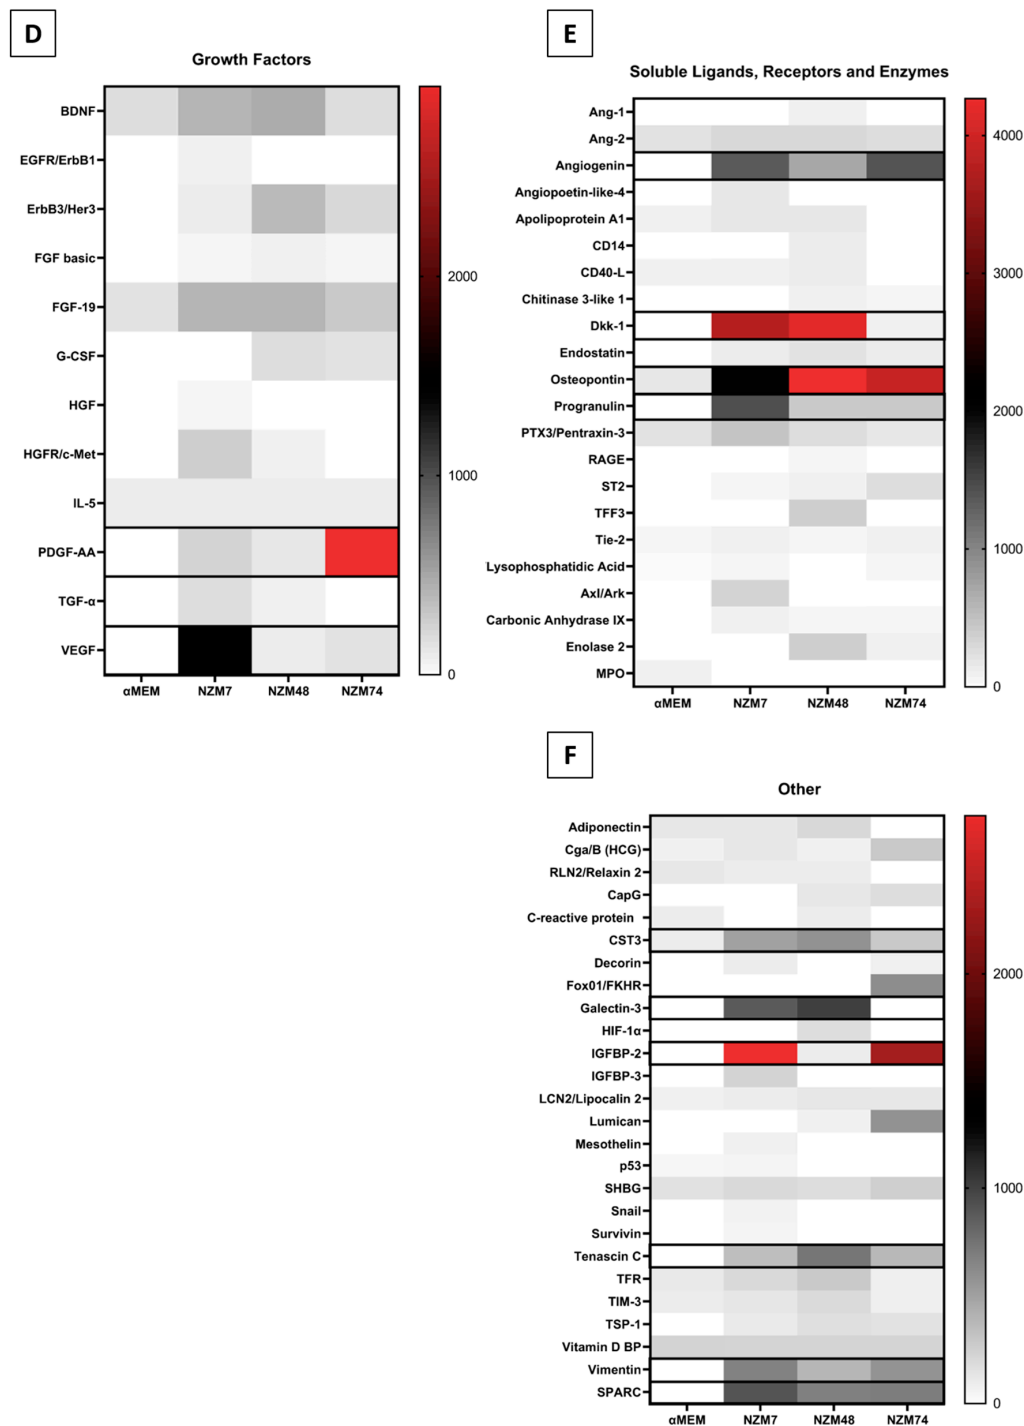 D
Growth Factors
BDNF
EGFR/ErbB1
ErbB3/Her3
FGF basic
FGF-19
G-CSF
HGF
HGFR/c-Met
IL-5
PDGF-AA
TGF-α
VEGF
αMEM NZM7 NZM48 NZM74
2000
1000
0
E
Soluble Ligands, Receptors and Enzymes
Ang-1
Ang-2
Angiogenin
Angiopoetin-like-4
Apolipoprotein A1
CD14
CD40-L
Chitinase 3-like 1
Dkk-1
Endostatin
Osteopontin
Progranulin
PTX3/Pentraxin-3
RAGE
ST2
TFF3
Tie-2
Lysophosphatidic Acid
Axl/Ark
Carbonic Anhydrase IX
Enolase 2
MPO
αMEM NZM7 NZM48 NZM74
4000
3000
2000
1000
0
F
Other
Adiponectin
Cga/B (HCG)
RLN2/Relaxin 2
CapG
C-reactive protein
CST3
Decorin
Fox01/FKHR
Galectin-3
HIF-1α
IGFBP-2
IGFBP-3
LCN2/Lipocalin 2
Lumican
Mesothelin
p53
SHBG
Snail
Survivin
Tenascin C
TFR
TIM-3
TSP-1
Vitamin D BP
Vimentin
SPARC
αMEM NZM7 NZM48 NZM74
2000
1000
0